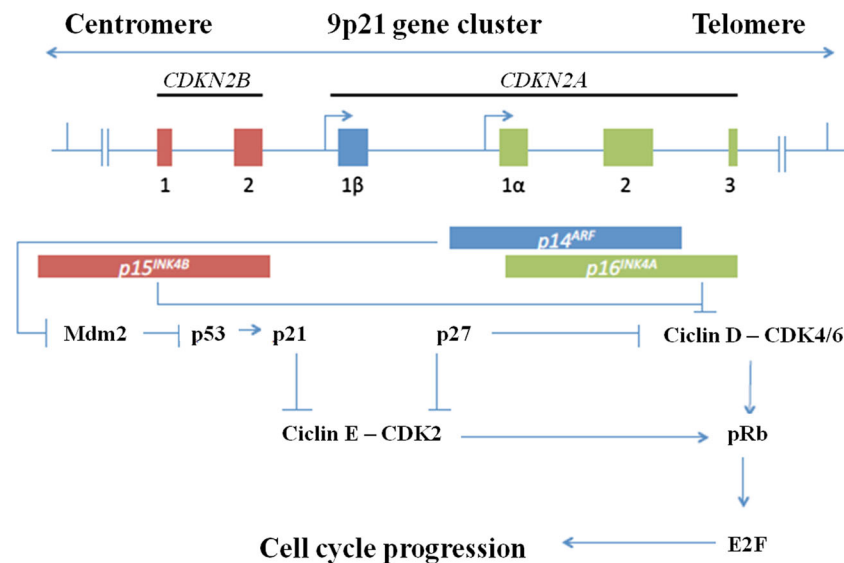 Centromere 9p21 gene cluster Telomere
CDKN2B CDKN2A
1 2 1β 1α 2 3
p14ARF
p15INK4B p16INK4A
Mdm2 p53 p21 p27 Ciclin D – CDK4/6
Ciclin E – CDK2 pRb
Cell cycle progression E2F